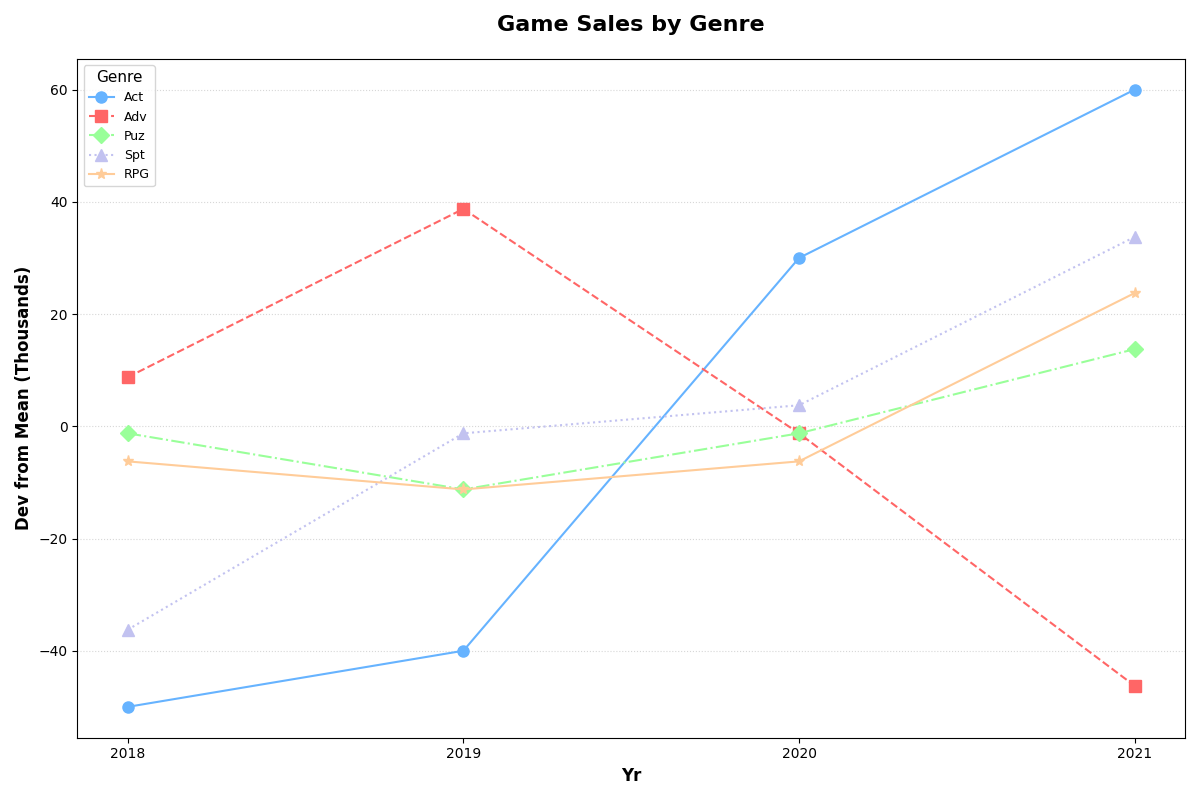 Game Sales by Genre
Genre
Act
Adv
Puz
Spt
RPG
60
40
20
0
−20
−40
Dev from Mean (Thousands)
2018 2019 2020 2021
Yr